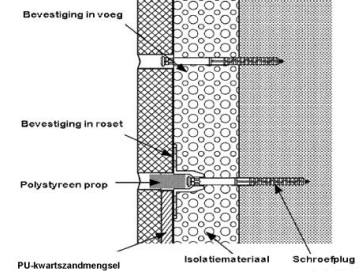 Bevestiging in voeg
Bevestiging in roset
Polystyreen prop
PU-kwartszandmengsel
Isolatiemateriaal
Schroefplug